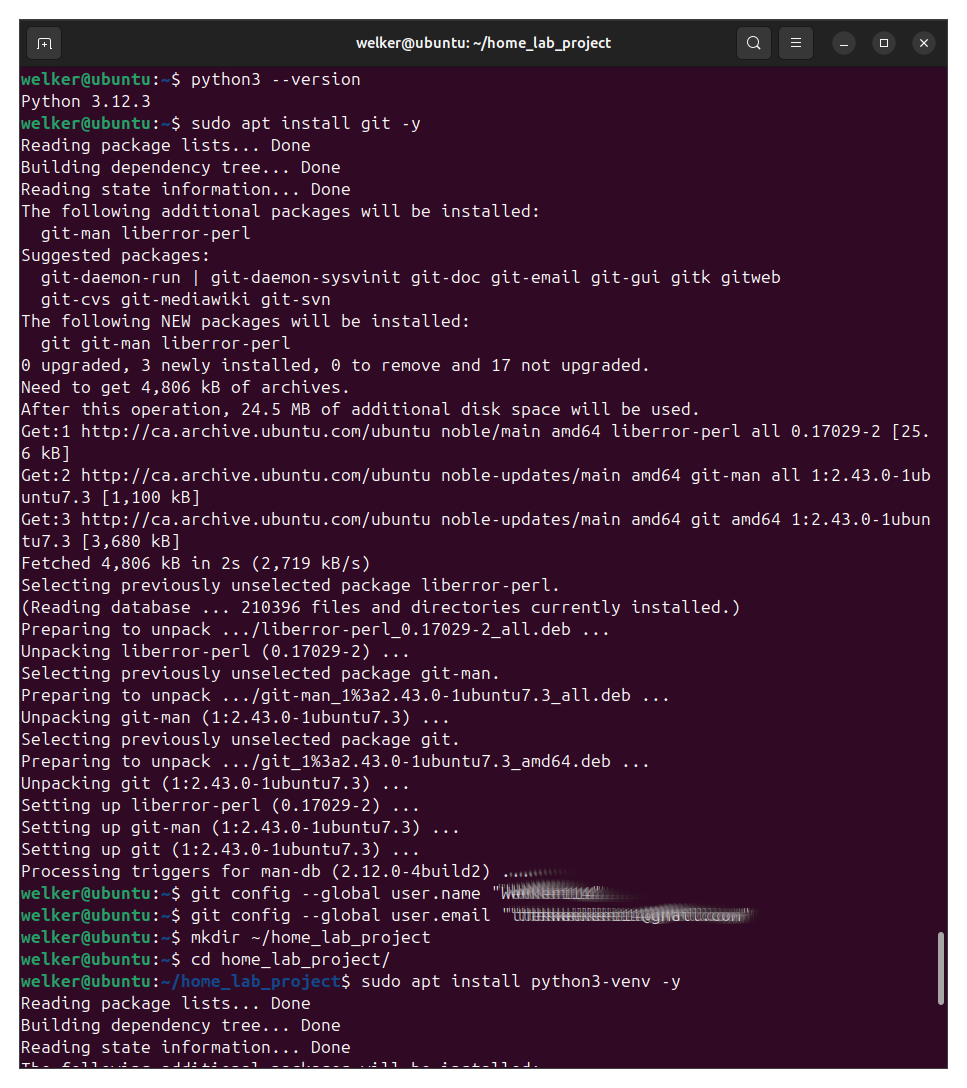 welker@ubuntu: ~/home_lab_project
welker@ubuntu:~$ python3 --version
Python 3.12.3
welker@ubuntu:~$ sudo apt install git -y
Reading package lists... Done
Building dependency tree... Done
Reading state information... Done
The following additional packages will be installed:
  git-man liberror-perl
Suggested packages:
  git-daemon-run | git-daemon-sysvinit git-doc git-email git-gui gitk gitweb
  git-cvs git-mediawiki git-svn
The following NEW packages will be installed:
  git git-man liberror-perl
0 upgraded, 3 newly installed, 0 to remove and 17 not upgraded.
Need to get 4,806 kB of archives.
After this operation, 24.5 MB of additional disk space will be used.
Get:1 http://ca.archive.ubuntu.com/ubuntu noble/main amd64 liberror-perl all 0.17029-2 [25.
6 kB]
Get:2 http://ca.archive.ubuntu.com/ubuntu noble-updates/main amd64 git-man all 1:2.43.0-1ub
untu7.3 [1,100 kB]
Get:3 http://ca.archive.ubuntu.com/ubuntu noble-updates/main amd64 git amd64 1:2.43.0-1ubun
tu7.3 [3,680 kB]
Fetched 4,806 kB in 2s (2,719 kB/s)
Selecting previously unselected package liberror-perl.
(Reading database ... 210396 files and directories currently installed.)
Preparing to unpack .../liberror-perl_0.17029-2_all.deb ...
Unpacking liberror-perl (0.17029-2) ...
Selecting previously unselected package git-man.
Preparing to unpack .../git-man_1%3a2.43.0-1ubuntu7.3_all.deb ...
Unpacking git-man (1:2.43.0-1ubuntu7.3) ...
Selecting previously unselected package git.
Preparing to unpack .../git_1%3a2.43.0-1ubuntu7.3_amd64.deb ...
Unpacking git (1:2.43.0-1ubuntu7.3) ...
Setting up liberror-perl (0.17029-2) ...
Setting up git-man (1:2.43.0-1ubuntu7.3) ...
Setting up git (1:2.43.0-1ubuntu7.3) ...
Processing triggers for man-db (2.12.0-4build2) ...
welker@ubuntu:~$ git config --global user.name
welker@ubuntu:~$ git config --global user.email
welker@ubuntu:~$ mkdir ~/home_lab_project
welker@ubuntu:~$ cd home_lab_project/
welker@ubuntu:~/home_lab_project$ sudo apt install python3-venv -y
Reading package lists... Done
Building dependency tree... Done
Reading state information... Done
The following additional packages will be installed: